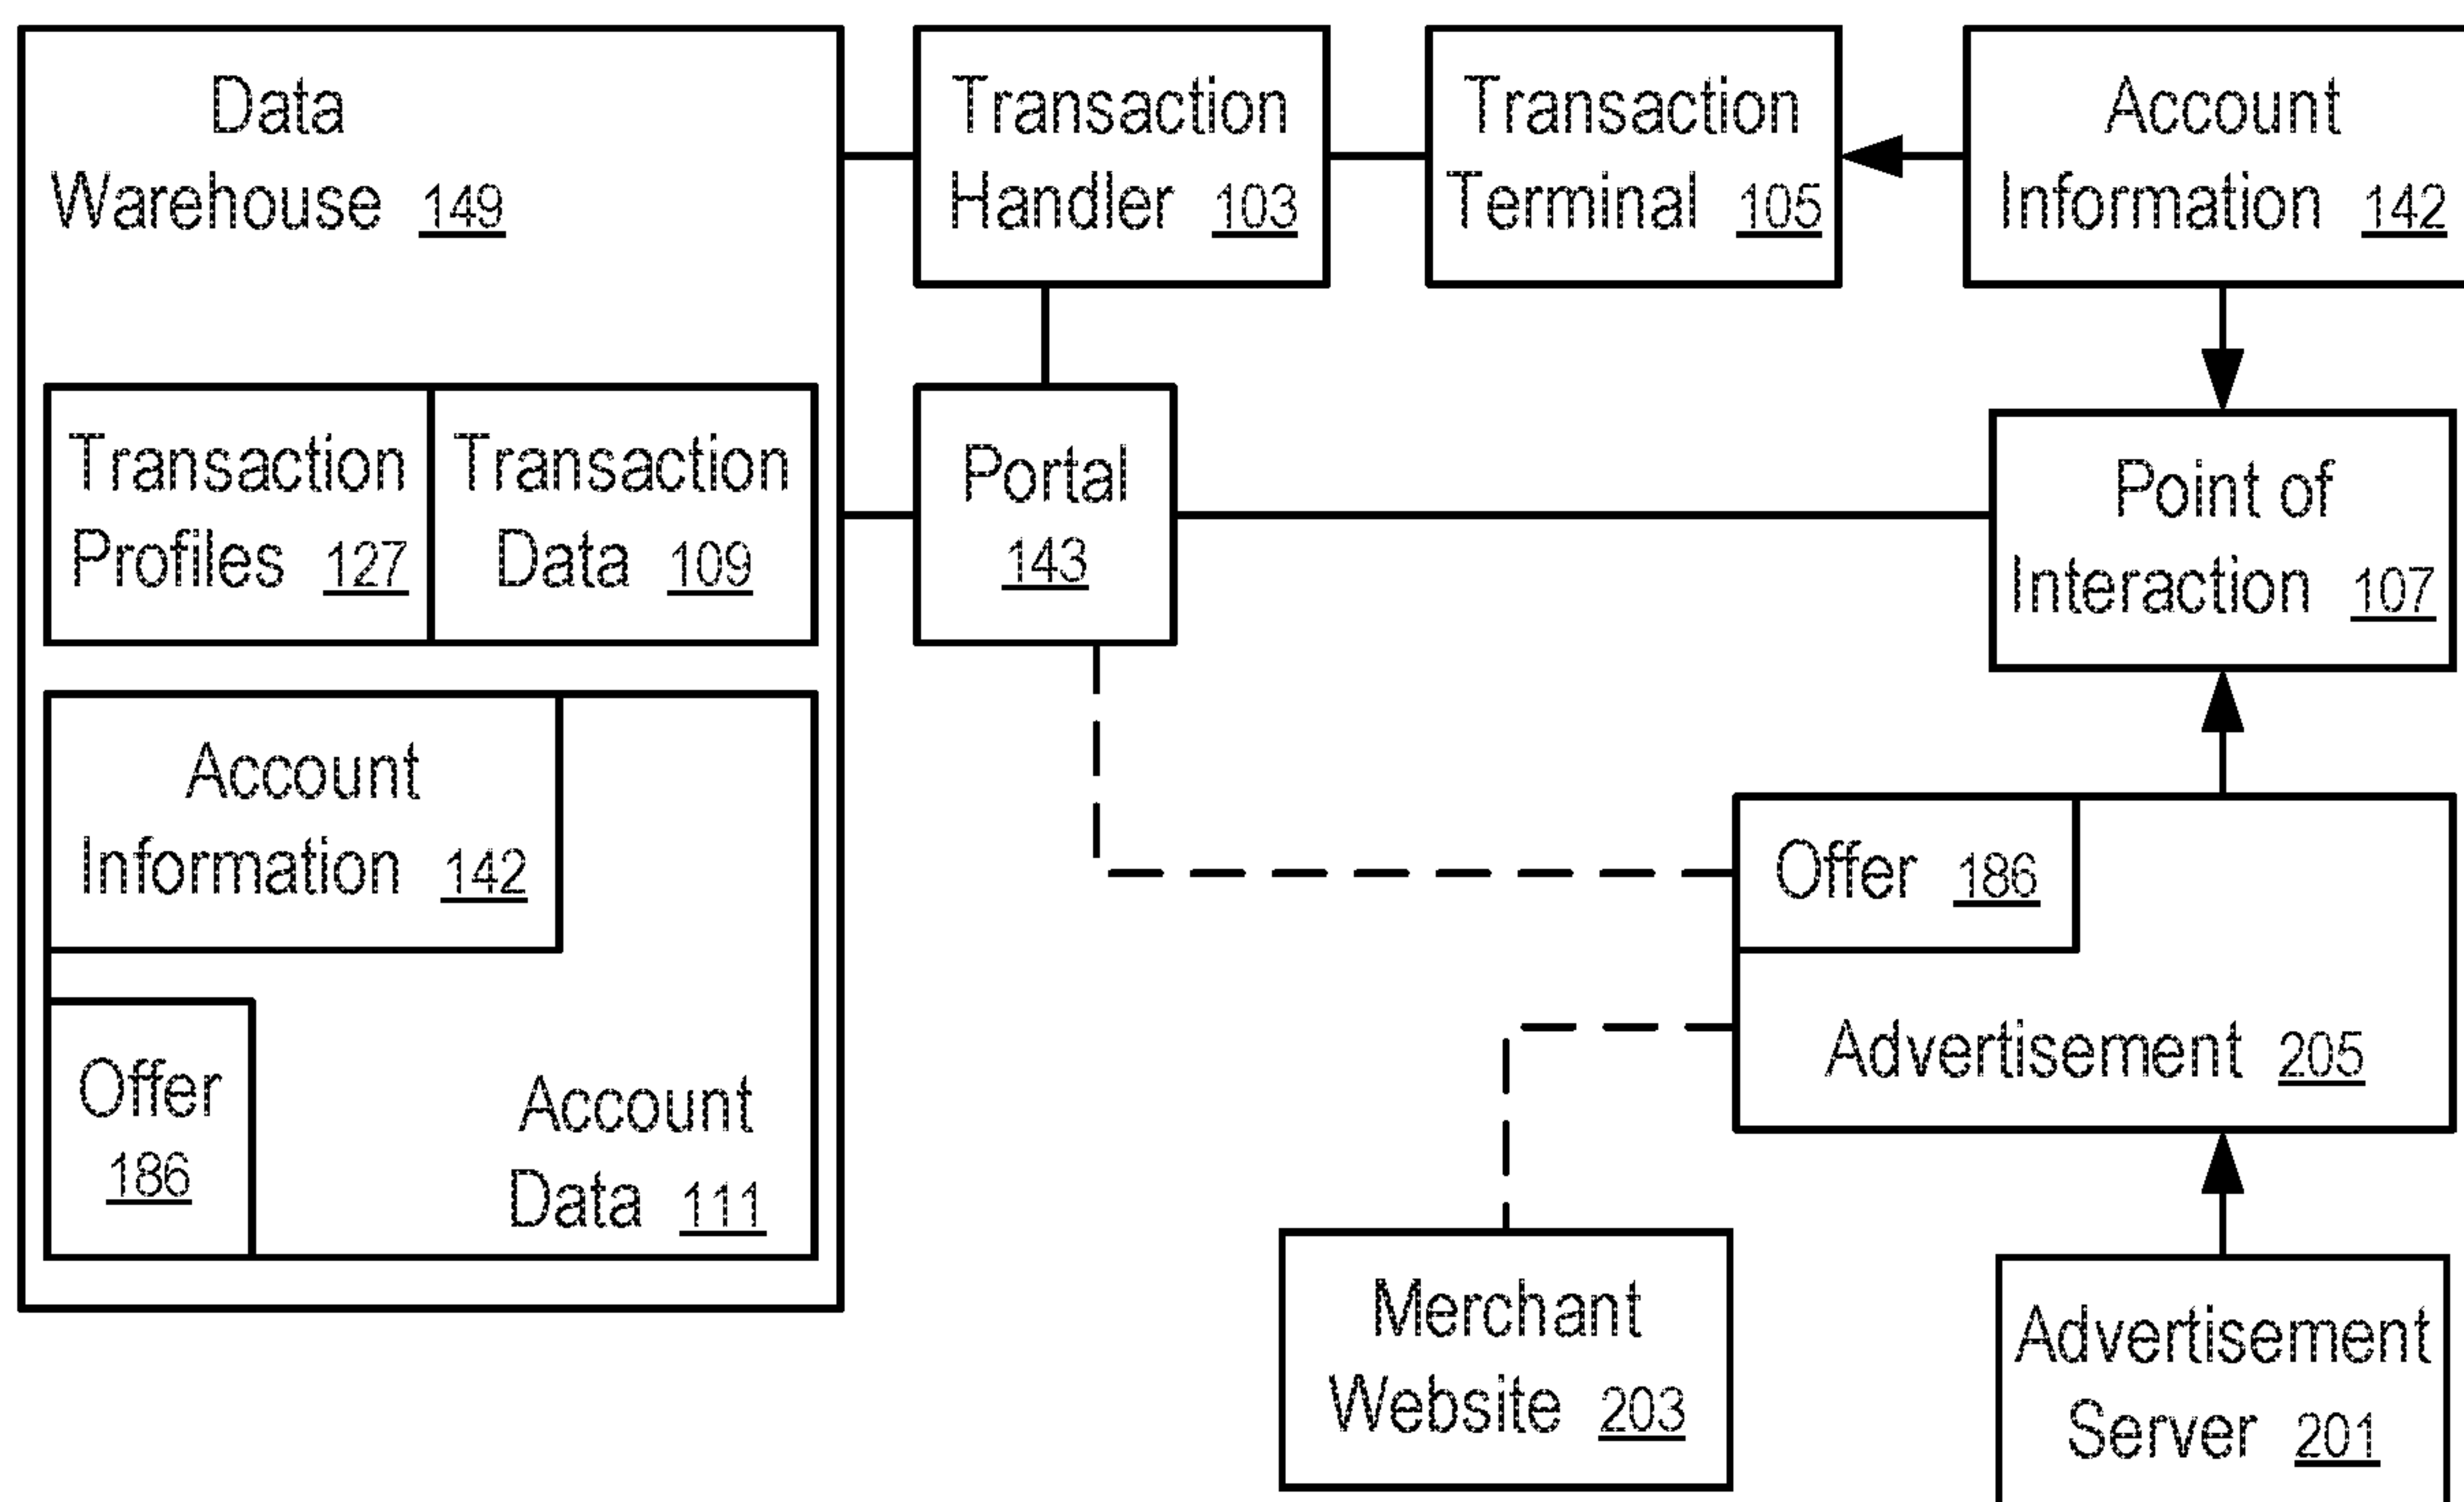 Data
Warehouse 149
Transaction
Handler 103
Transaction
Terminal 105
Account
Information 142
Transaction
Profiles 127
Transaction
Data 109
Portal
143
Point of
Interaction 107
Account
Information 142
Offer 186
Advertisement 205
Offer
186
Account
Data 111
Merchant
Website 203
Advertisement
Server 201